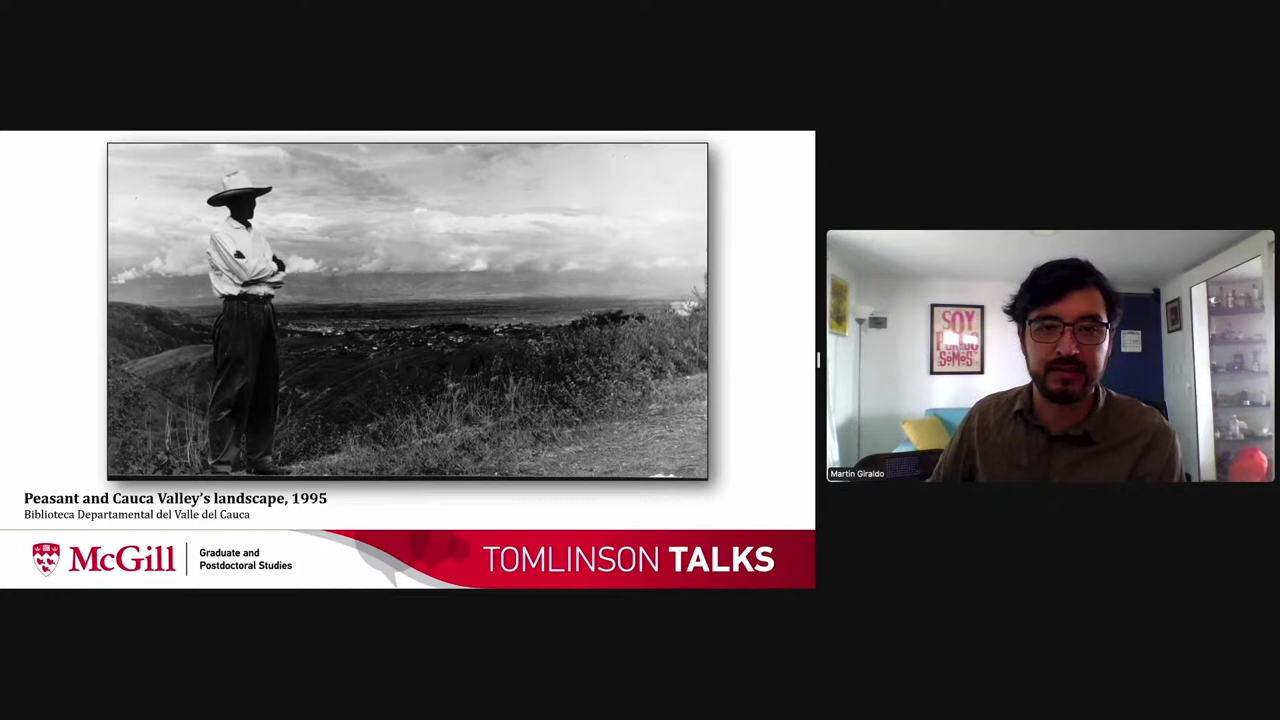 Peasant and Cauca Valley's landscape, 1995
Biblioteca Departamental del Valle del Cauca
McGill
Graduate and
Postdoctoral Studies
TOMLINSON TALKS
SOY
SOMOS
Martin Giraldo